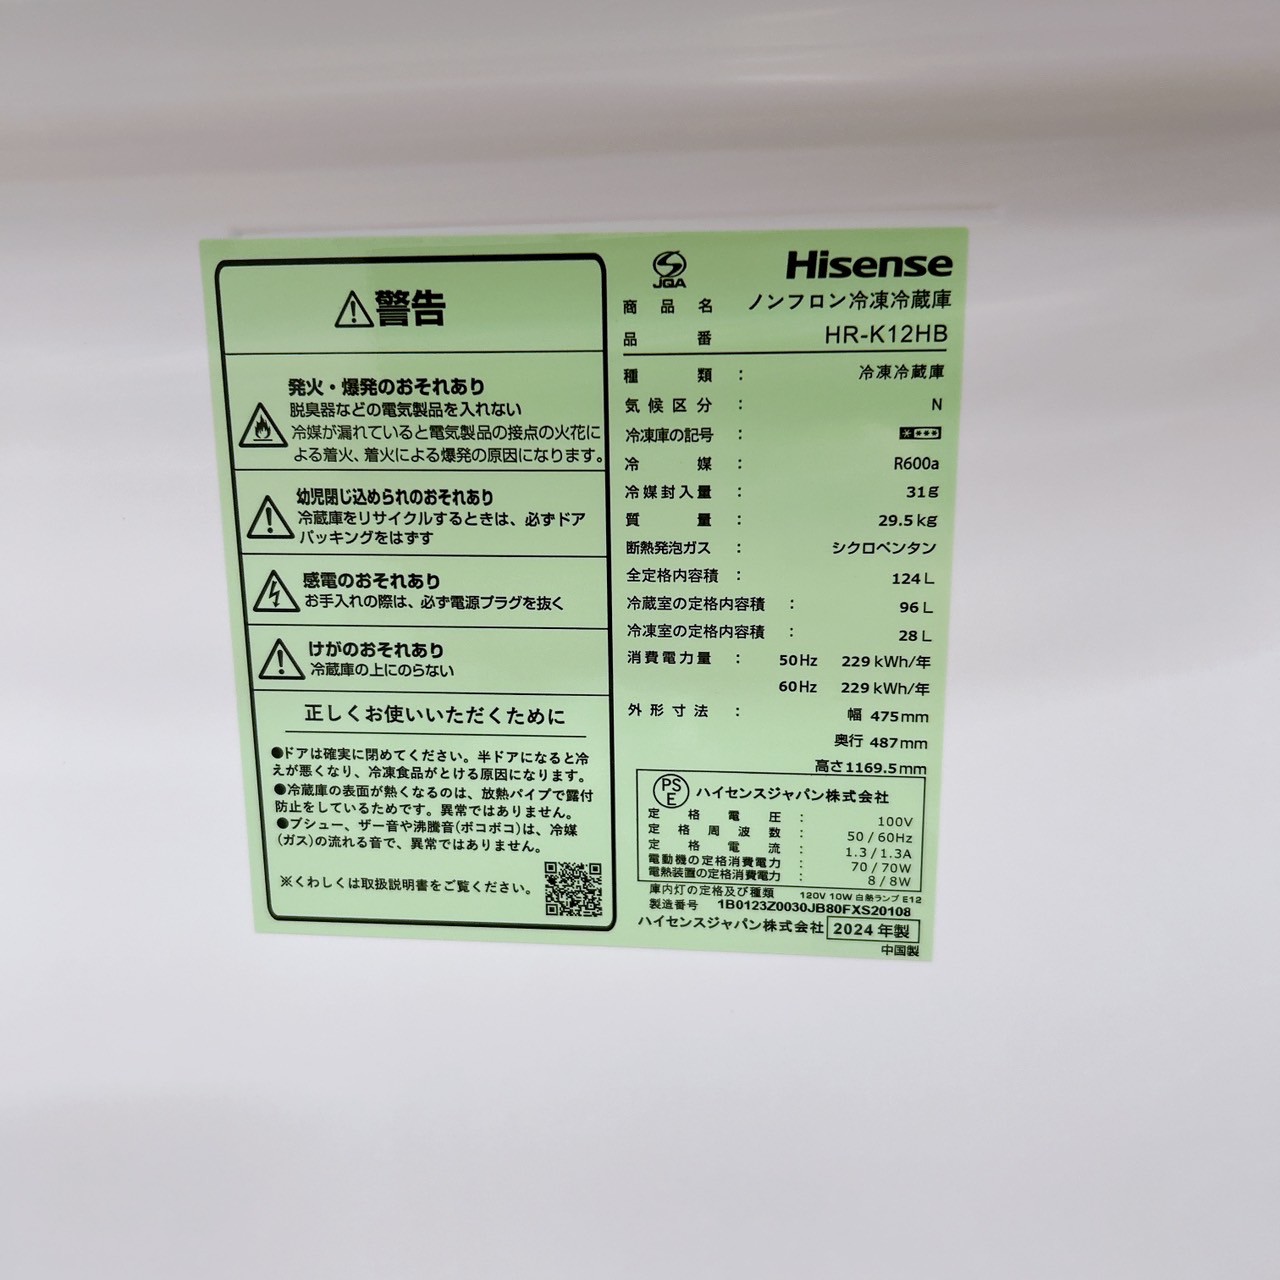 ⚠警告
発火・爆発のおそれあり
脱臭器などの電気製品を入れない
冷媒が漏れていると電気製品の接点の火花に
よる着火、着火による爆発の原因になります。
幼児閉じ込められのおそれあり
冷蔵庫をリサイクルするときは、必ずドア
パッキングをはずす
感電のおそれあり
お手入れの際は、必ず電源プラグを抜く
けがのおそれあり
冷蔵庫の上にのらない
正しくお使いいただくために
●ドアは確実に閉めてください。半ドアになると冷
えが悪くなり、冷凍食品がとける原因になります。
●冷蔵庫の表面が熱くなるのは、放熱パイプで露付
防止をしているためです。異常ではありません。
●プシュー、ザー音や沸騰音(ボコボコ)は、冷媒
(ガス)の流れる音で、異常ではありません。
※くわしくは取扱説明書をご覧ください。
JQA
Hisense
商品名 ノンフロン冷凍冷蔵庫
品番 HR-K12HB
種類 : 冷凍冷蔵庫
気候区分 : N
冷凍庫の記号 : ****
冷媒 : R600a
冷媒封入量 : 31g
質量 : 29.5kg
断熱発泡ガス : シクロペンタン
全定格内容積 : 124L
冷蔵室の定格内容積 : 96L
冷凍室の定格内容積 : 28L
消費電力量 : 50Hz 229kWh/年
60Hz 229kWh/年
外形寸法 : 幅 475mm
奥行 487mm
高さ1169.5mm
PSE ハイセンスジャパン株式会社
定格電圧 : 100V
定格周波数 : 50/60Hz
定格電流 : 1.3/1.3A
電動機の定格消費電力 : 70/70W
電熱装置の定格消費電力 : 8/8W
庫内灯の定格及び種類 120V 10W 白熱ランプ E12
製造番号 1B0123Z0030JB80FXS20108
ハイセンスジャパン株式会社 2024年製
中国製